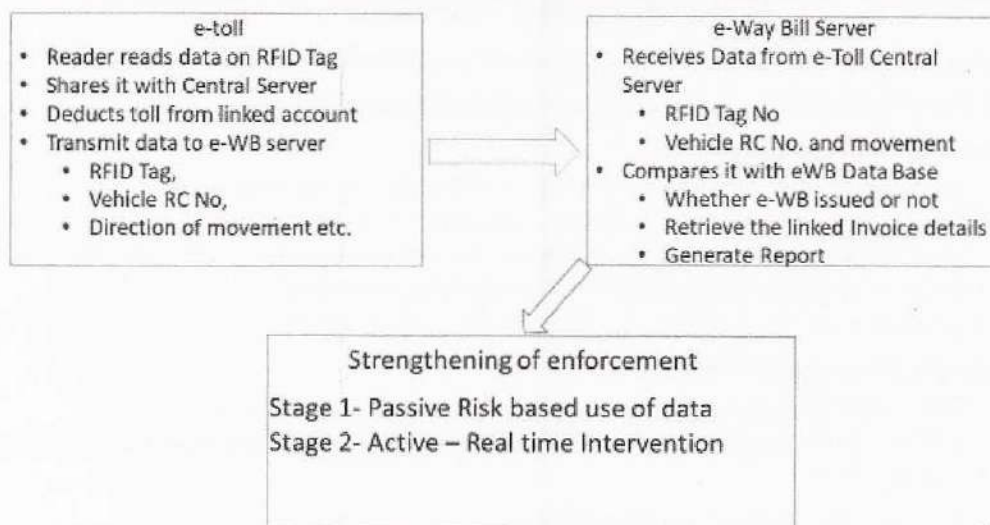 e-toll
• Reader reads data on RFID Tag
• Shares it with Central Server
• Deducts toll from linked account
• Transmit data to e-WB server
• RFID Tag,
• Vehicle RC No,
• Direction of movement etc.
e-Way Bill Server
• Receives Data from e-Toll Central
Server
• RFID Tag No
• Vehicle RC No. and movement
• Compares it with eWB Data Base
• Whether e-WB issued or not
• Retrieve the linked Invoice details
• Generate Report
Strengthening of enforcement
Stage 1- Passive Risk based use of data
Stage 2- Active – Real time Intervention